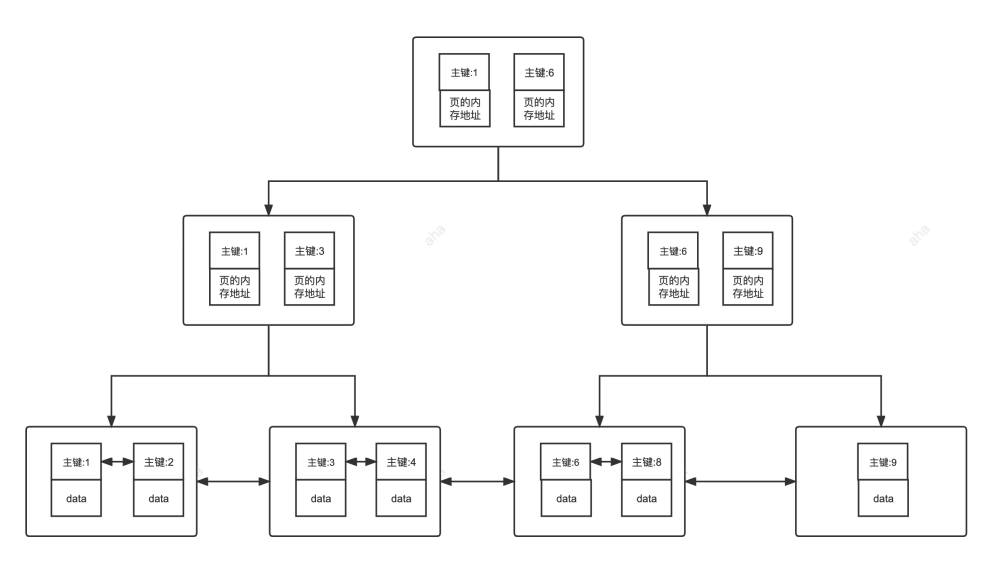 主键:1
主键:6
页的内
存地址
页的内
存地址
主键:1
主键:3
页的内
存地址
页的内
存地址
aha
主键:6
主键:9
页的内
存地址
页的内
存地址
aha
主键:1
主键:2
data
data
主键:3
主键:4
data
data
主键:6
主键:8
data
data
主键:9
data